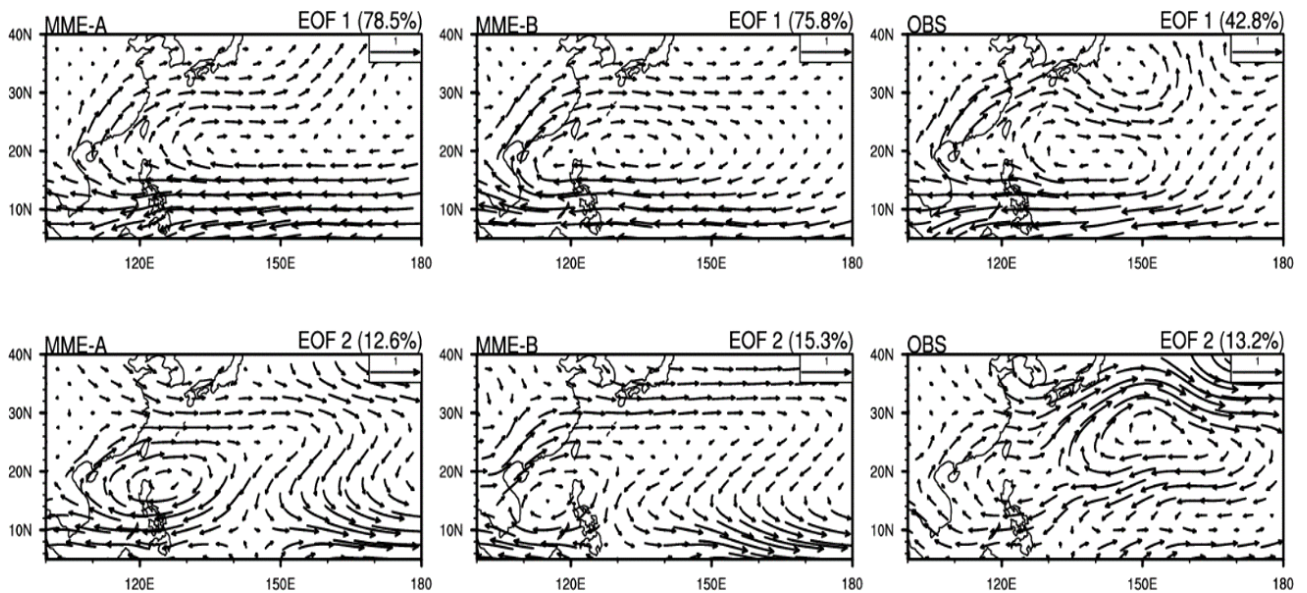 MME-A EOF 1 (78.5%) MME-B EOF 1 (75.8%) OBS EOF 1 (42.8%)
40N 1 40N 1 40N 1
30N 30N 30N
20N 20N 20N
10N 10N 10N
120E 150E 180 120E 150E 180 120E 150E 180
MME-A EOF 2 (12.6%) MME-B EOF 2 (15.3%) OBS EOF 2 (13.2%)
40N 1 40N 1 40N 1
30N 30N 30N
20N 20N 20N
10N 10N 10N
120E 150E 180 120E 150E 180 120E 150E 180